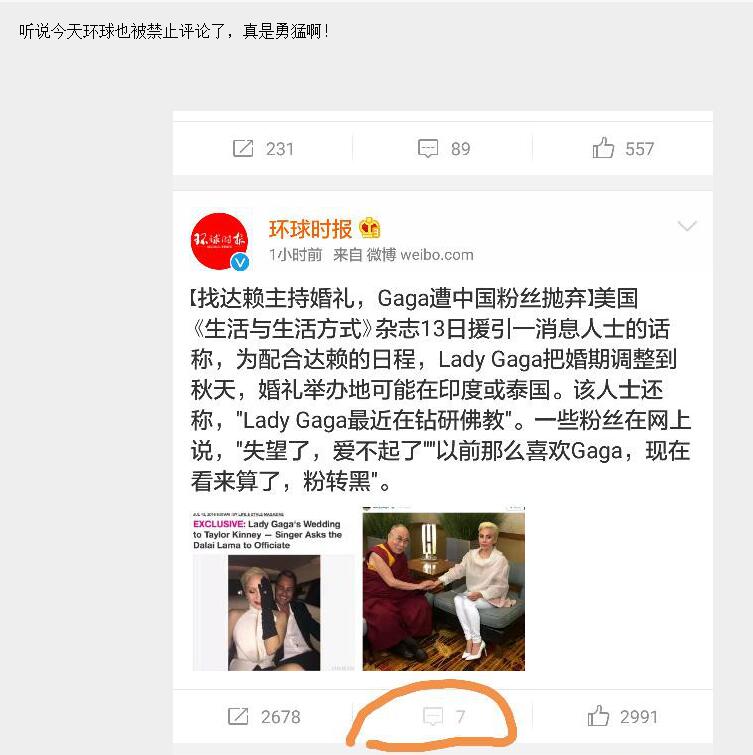 听说今天环球也被禁止评论了，真是勇猛啊！
231 89 557
环球时报
环球时报
1小时前 来自 微博 weibo.com
【找达赖主持婚礼，Gaga遭中国粉丝抛弃】美国
《生活与生活方式》杂志13日援引一消息人士的话
称，为配合达赖的日程，Lady Gaga把婚期调整到
秋天，婚礼举办地可能在印度或泰国。该人士还
称，"Lady Gaga最近在钻研佛教"。一些粉丝在网上
说，"失望了，爱不起了""以前那么喜欢Gaga，现在
看来算了，粉转黑"。
EXCLUSIVE: Lady Gaga's Wedding
to Taylor Kinney — Singer Asks the
Dalai Lama to Officiate
2678 7 2991